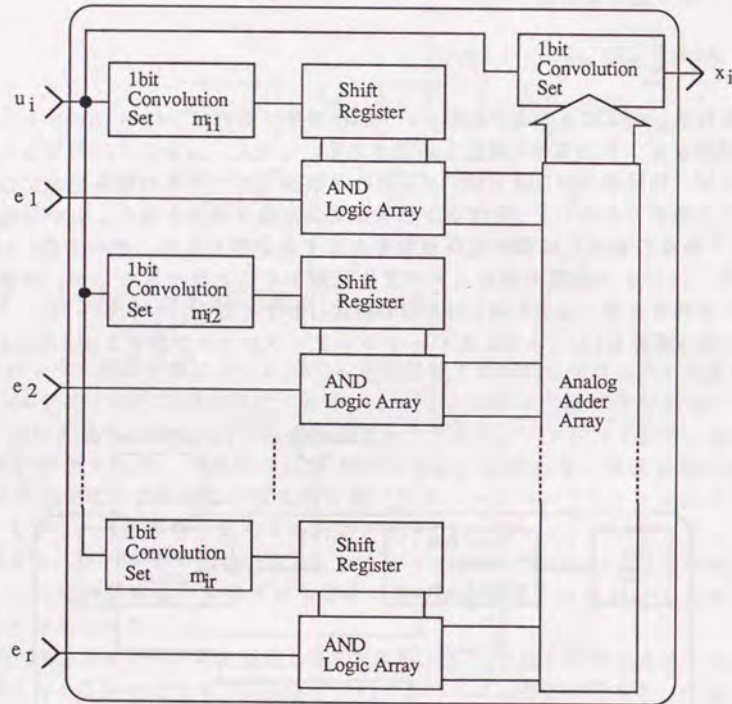 1bit
Convolution
Set
x i
u i
1bit
Convolution
Set m i1
Shift
Register
e 1
AND
Logic Array
1bit
Convolution
Set m i2
Shift
Register
e 2
AND
Logic Array
Analog
Adder
Array
1bit
Convolution
Set m ir
Shift
Register
e r
AND
Logic Array